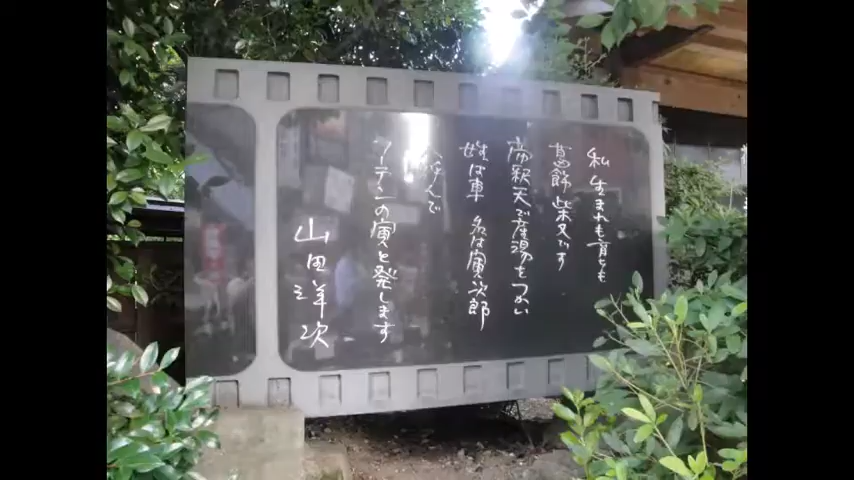 私 生まれも育ちも
葛飾 柴又です
帝釈天で産湯をつかい
姓は車 名は寅次郎
人呼んで
フーテンの寅と発します
山田洋次